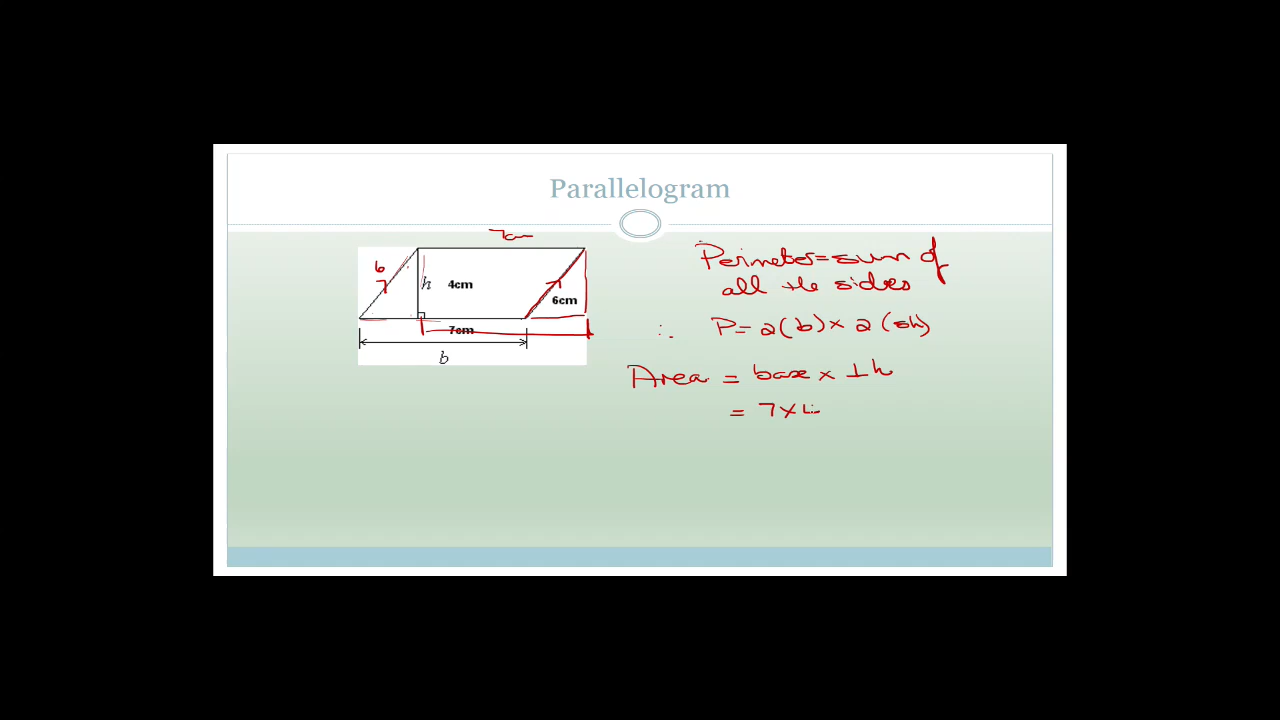 Parallelogram
7cm
6
h
4cm
6cm
7cm
b
Perimeter = sum of
all the sides
∴ P = 2(b) × 2(sh)
Area = base × ⊥h
= 7 × 4